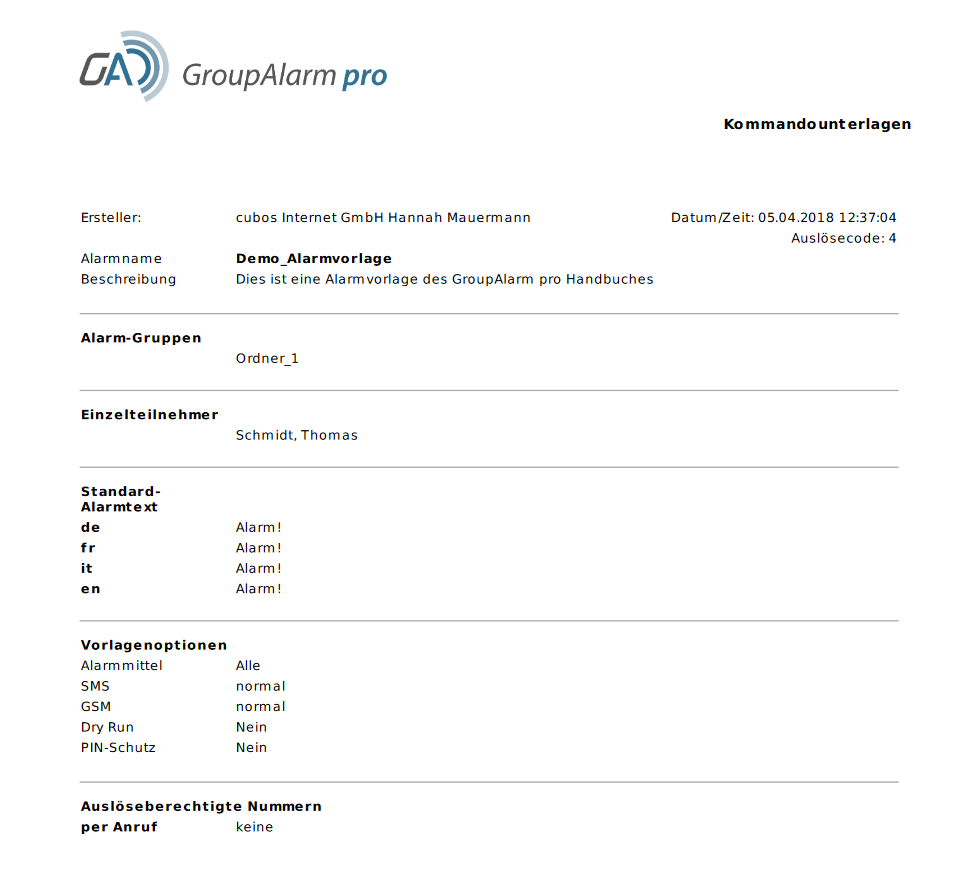 GAD GroupAlarm pro
Kommandounterlagen
Ersteller: cubos Internet GmbH Hannah Mauermann Datum/Zeit: 05.04.2018 12:37:04
Auslösecode: 4
Alarmname Demo_Alarmvorlage
Beschreibung Dies ist eine Alarmvorlage des GroupAlarm pro Handbuches
Alarm-Gruppen
Ordner_1
Einzelteilnehmer
Schmidt, Thomas
Standard-
Alarmtext
de Alarm!
fr Alarm!
it Alarm!
en Alarm!
Vorlagenoptionen
Alarmmittel Alle
SMS normal
GSM normal
Dry Run Nein
PIN-Schutz Nein
Auslöseberechtigte Nummern
per Anruf keine